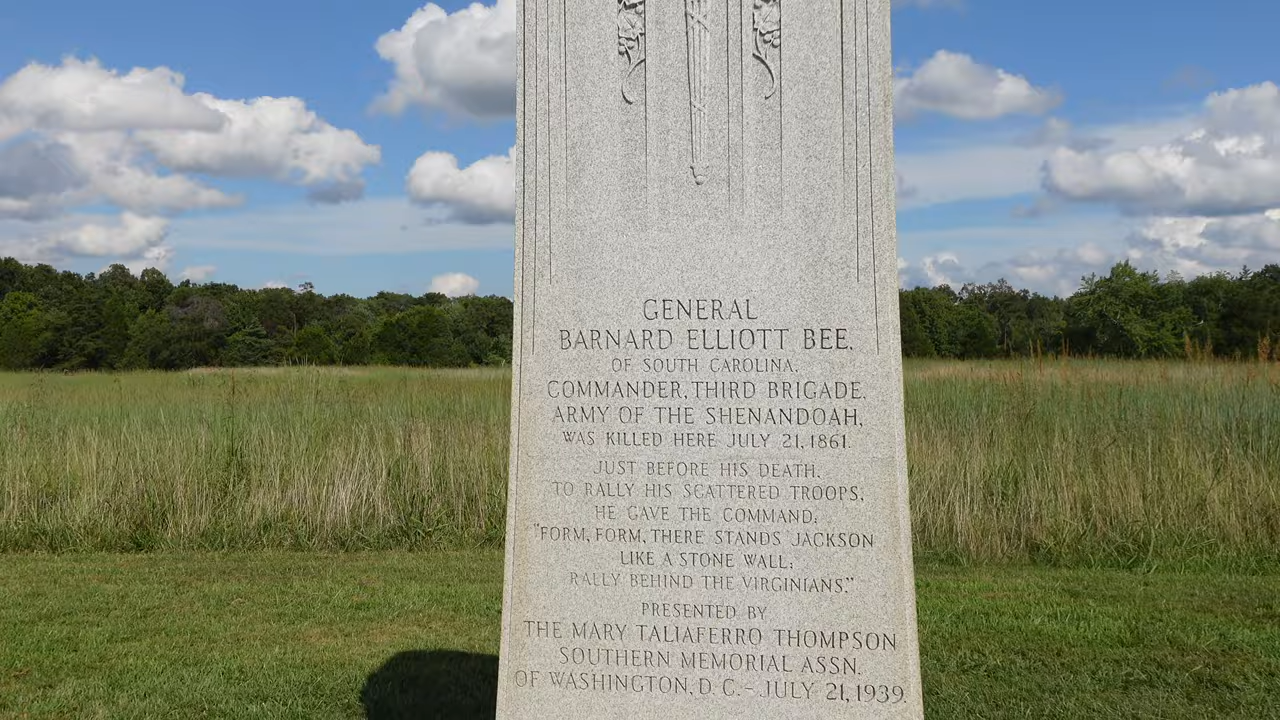 GENERAL
BARNARD ELLIOTT BEE,
OF SOUTH CAROLINA,
COMMANDER, THIRD BRIGADE,
ARMY OF THE SHENANDOAH,
WAS KILLED HERE JULY 21, 1861.
JUST BEFORE HIS DEATH,
TO RALLY HIS SCATTERED TROOPS,
HE GAVE THE COMMAND:
"FORM, FORM, THERE STANDS JACKSON
LIKE A STONE WALL;
RALLY BEHIND THE VIRGINIANS."
PRESENTED BY
THE MARY TALIAFERRO THOMPSON
SOUTHERN MEMORIAL ASSN.
OF WASHINGTON, D.C. - JULY 21, 1939.